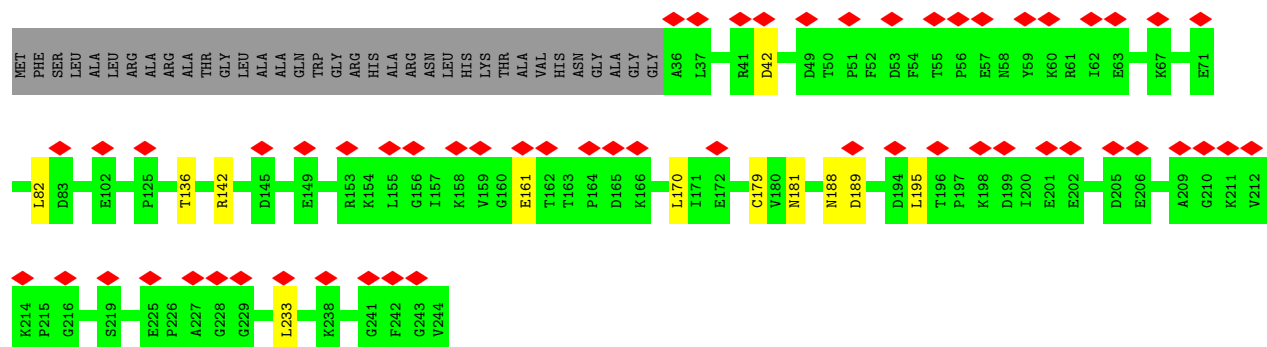 MET PHE SER LEU ALA LEU ARG ALA ARG ALA THR GLY LEU ALA ALA GLN TRP GLY ARG HIS ALA ARG ASN LEU HIS LYS THR ALA VAL HIS ASN GLY ALA GLY GLY A36 L37 R41 D42 D49 T50 P51 F52 D53 F54 T55 P56 E57 N58 Y59 K60 R61 I62 E63 K67 E71
L82 D83 E102 P125 T136 R142 D145 E149 R153 K154 L155 G156 I157 K158 V159 G160 E161 T162 T163 P164 D165 K166 L170 I171 E172 C179 V180 N181 N188 D189 D194 L195 T196 P197 K198 D199 I200 E201 E202 D205 E206 A209 G210 K211 V212
K214 P215 G216 S219 E225 P226 A227 G228 G229 L233 K238 G241 F242 G243 V244